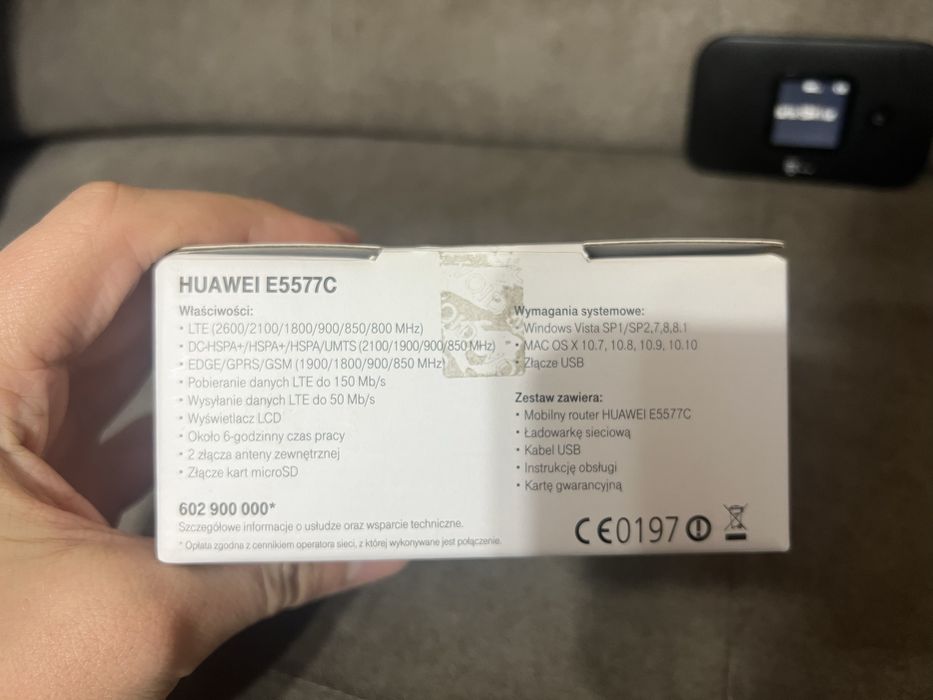 HUAWEI E5577C
Właściwości:
• LTE (2600/2100/1800/900/850/800 MHz)
• DC-HSPA+/HSPA+/HSPA/UMTS (2100/1900/900/850 MHz)
• EDGE/GPRS/GSM (1900/1800/900/850 MHz)
• Pobieranie danych LTE do 150 Mb/s
• Wysyłanie danych LTE do 50 Mb/s
• Wyświetlacz LCD
• Około 6-godzinny czas pracy
• 2 złącza anteny zewnętrznej
• Złącze kart microSD
602 900 000*
Szczegółowe informacje o usłudze oraz wsparcie techniczne.
* Opłata zgodna z cennikiem operatora sieci, z której wykonywane jest połączenie.
Wymagania systemowe:
• Windows Vista SP1/SP2,7,8,8.1
• MAC OS X 10.7, 10.8, 10.9, 10.10
• Złącze USB
Zestaw zawiera:
• Mobilny router HUAWEI E5577C
• Ładowarkę sieciową
• Kabel USB
• Instrukcję obsługi
• Kartę gwarancyjną
CE0197